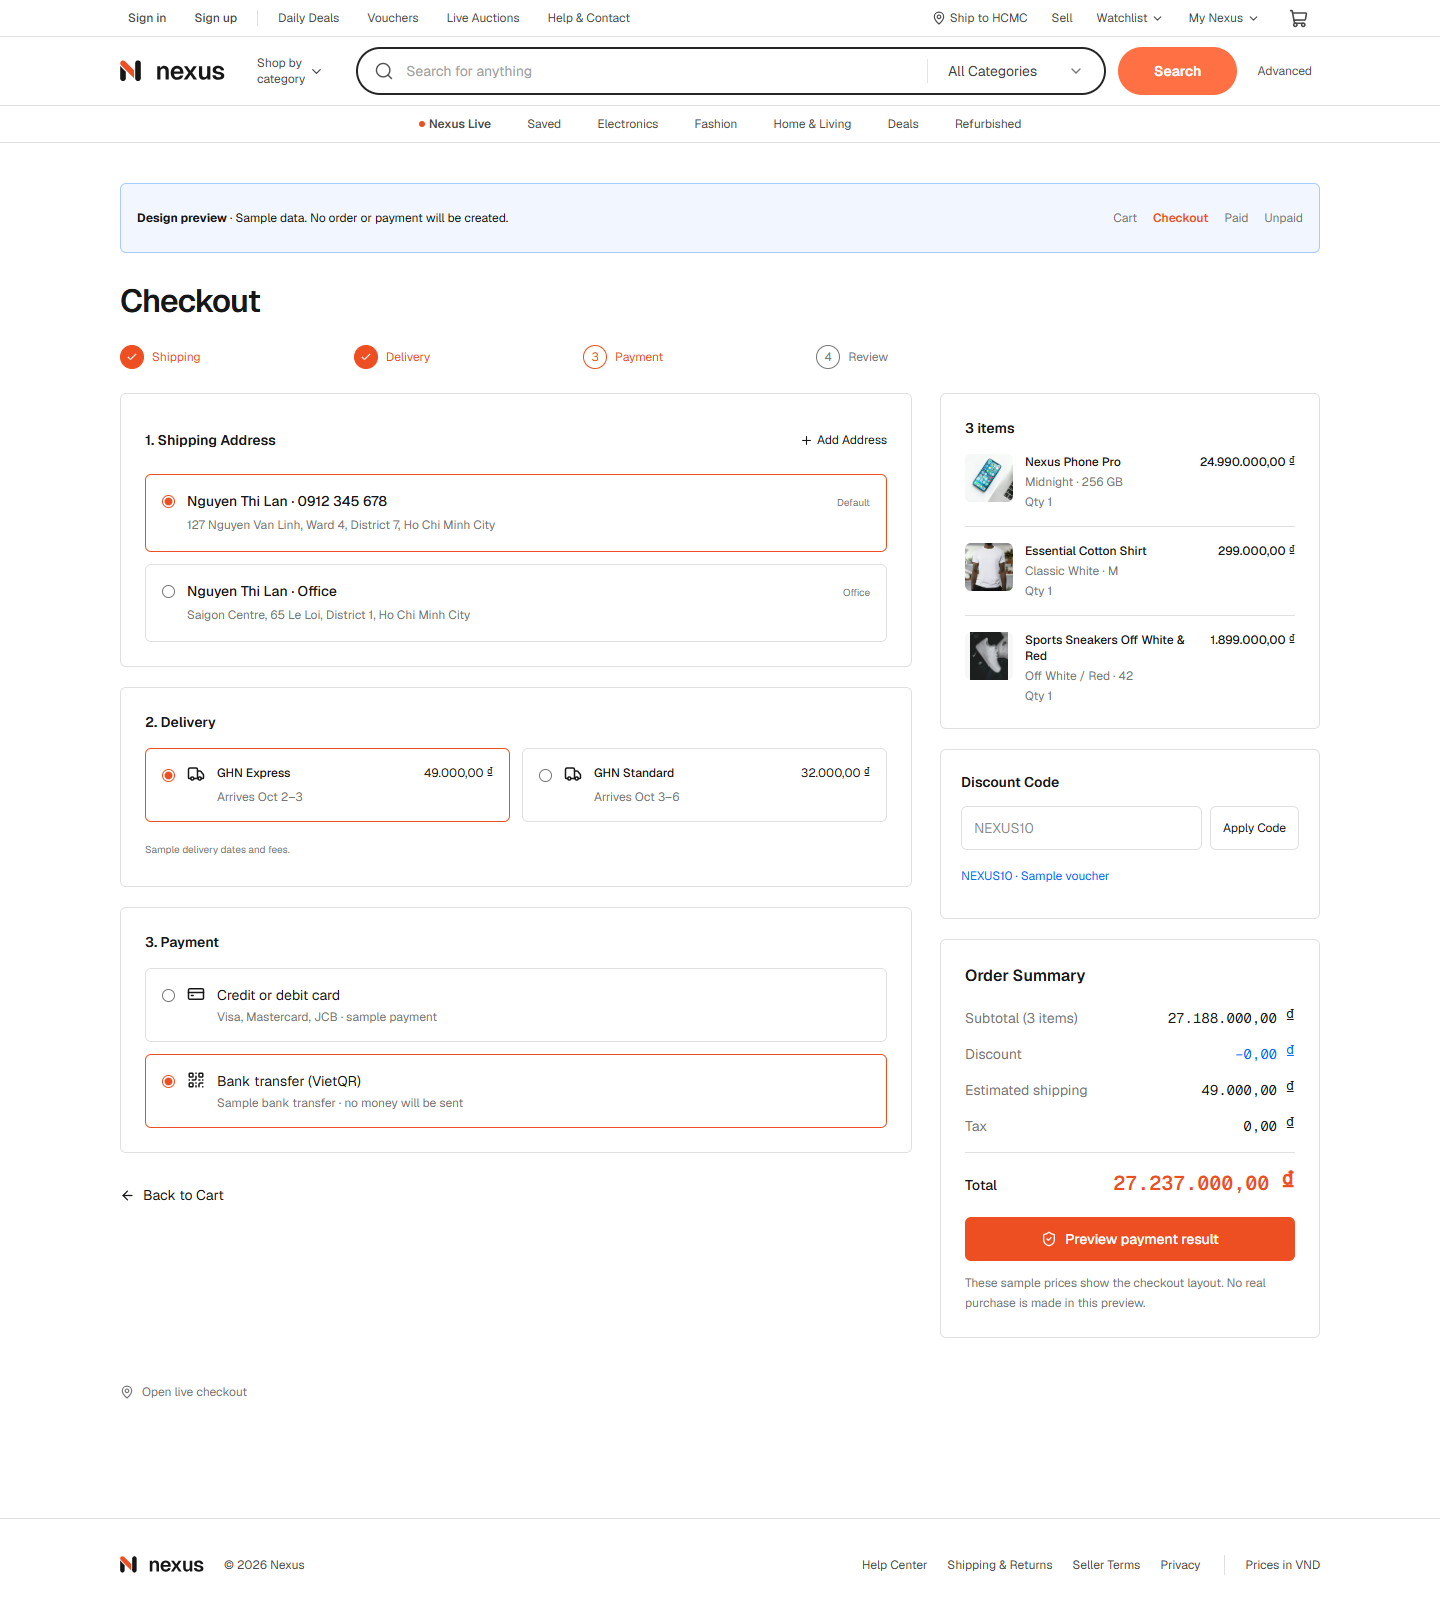 Sign in
Sign up
Daily Deals
Vouchers
Live Auctions
Help & Contact
Ship to HCMC
Sell
Watchlist
My Nexus
nexus
Shop by
category
Search for anything
All Categories
Search
Advanced
Nexus Live
Saved
Electronics
Fashion
Home & Living
Deals
Refurbished
Design preview · Sample data. No order or payment will be created.
Cart
Checkout
Paid
Unpaid
Checkout
Shipping
Delivery
3 Payment
4 Review
1. Shipping Address
Add Address
Nguyen Thi Lan · 0912 345 678
Default
127 Nguyen Van Linh, Ward 4, District 7, Ho Chi Minh City
Nguyen Thi Lan · Office
Office
Saigon Centre, 65 Le Loi, District 1, Ho Chi Minh City
2. Delivery
GHN Express
49.000,00 ₫
Arrives Oct 2–3
GHN Standard
32.000,00 ₫
Arrives Oct 3–6
Sample delivery dates and fees.
3. Payment
Credit or debit card
Visa, Mastercard, JCB · sample payment
Bank transfer (VietQR)
Sample bank transfer · no money will be sent
Back to Cart
3 items
Nexus Phone Pro
24.990.000,00 ₫
Midnight · 256 GB
Qty 1
Essential Cotton Shirt
299.000,00 ₫
Classic White · M
Qty 1
Sports Sneakers Off White &
Red
1.899.000,00 ₫
Off White / Red · 42
Qty 1
Discount Code
NEXUS10
Apply Code
NEXUS10 · Sample voucher
Order Summary
Subtotal (3 items)
27.188.000,00 ₫
Discount
−0,00 ₫
Estimated shipping
49.000,00 ₫
Tax
0,00 ₫
Total
27.237.000,00 ₫
Preview payment result
These sample prices show the checkout layout. No real
purchase is made in this preview.
Open live checkout
nexus
© 2026 Nexus
Help Center
Shipping & Returns
Seller Terms
Privacy
Prices in VND